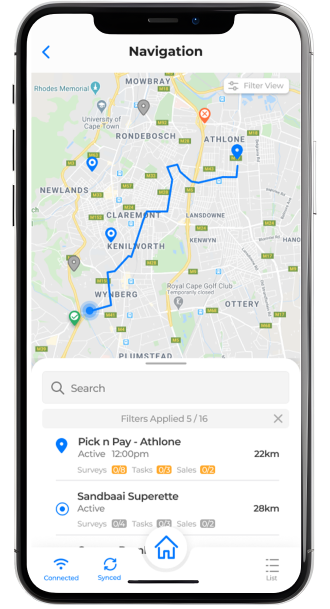 Navigation
MOWBRAY
Filter View
Rhodes Memorial
University of
Cape Town
RONDEBOSCH
ATHLONE
M18
NEWLANDS
CLAREMONT
LANSDOWNE
KENILWORTH
KENWYN
HANO
WYNBERG
Royal Cape Golf Club
Temporarily closed
OTTERY
PLUMSTEAD
Search
Filters Applied 5 / 16
Pick n Pay - Athlone
Active 12:00pm
22km
Surveys 0/8 Tasks 0/3 Sales 0/2
Sandbaai Superette
Active
28km
Surveys 0/4 Tasks 0/3 Sales 0/2
Connected
Synced
List